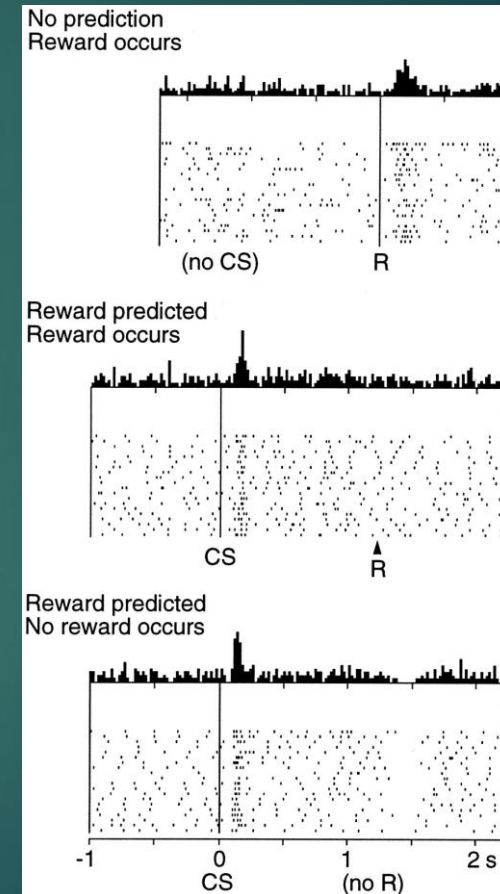 No prediction
Reward occurs
(no CS) R
Reward predicted
Reward occurs
CS R
Reward predicted
No reward occurs
-1 0 1 2 s
CS (no R)